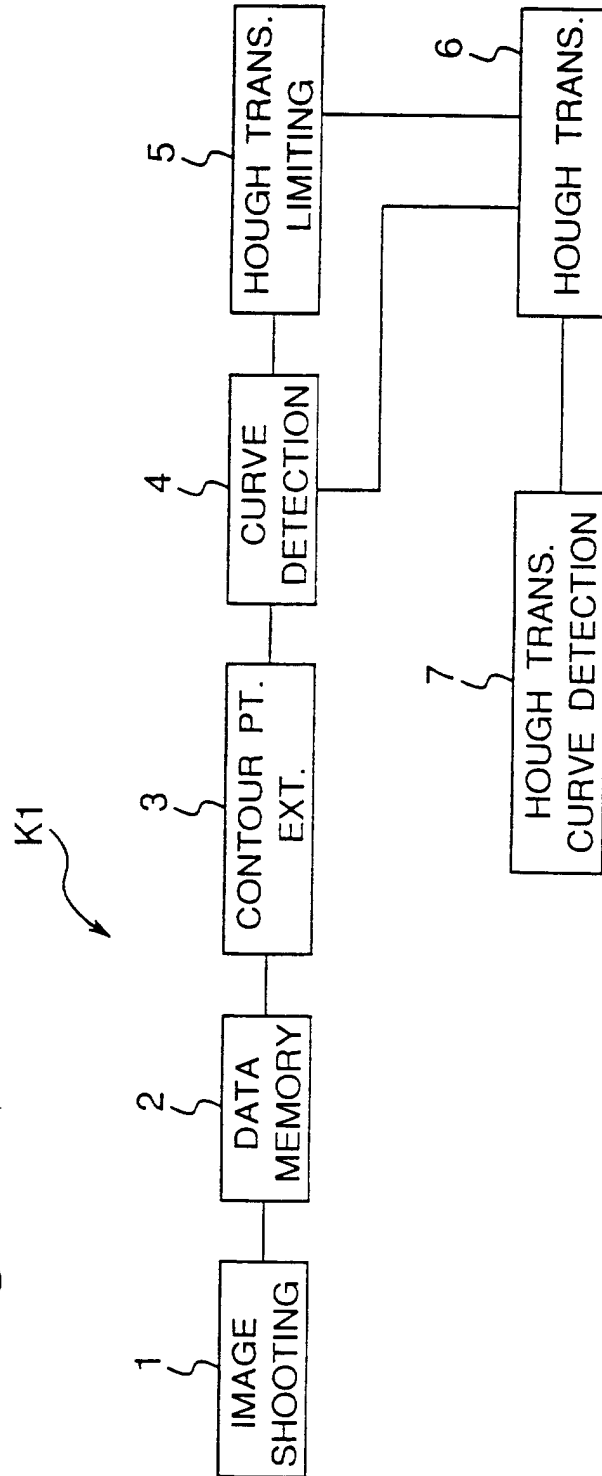 K1
1
IMAGE
SHOOTING
2
DATA
MEMORY
3
CONTOUR PT.
EXT.
4
CURVE
DETECTION
5
HOUGH TRANS.
LIMITING
6
HOUGH TRANS.
7
HOUGH TRANS.
CURVE DETECTION